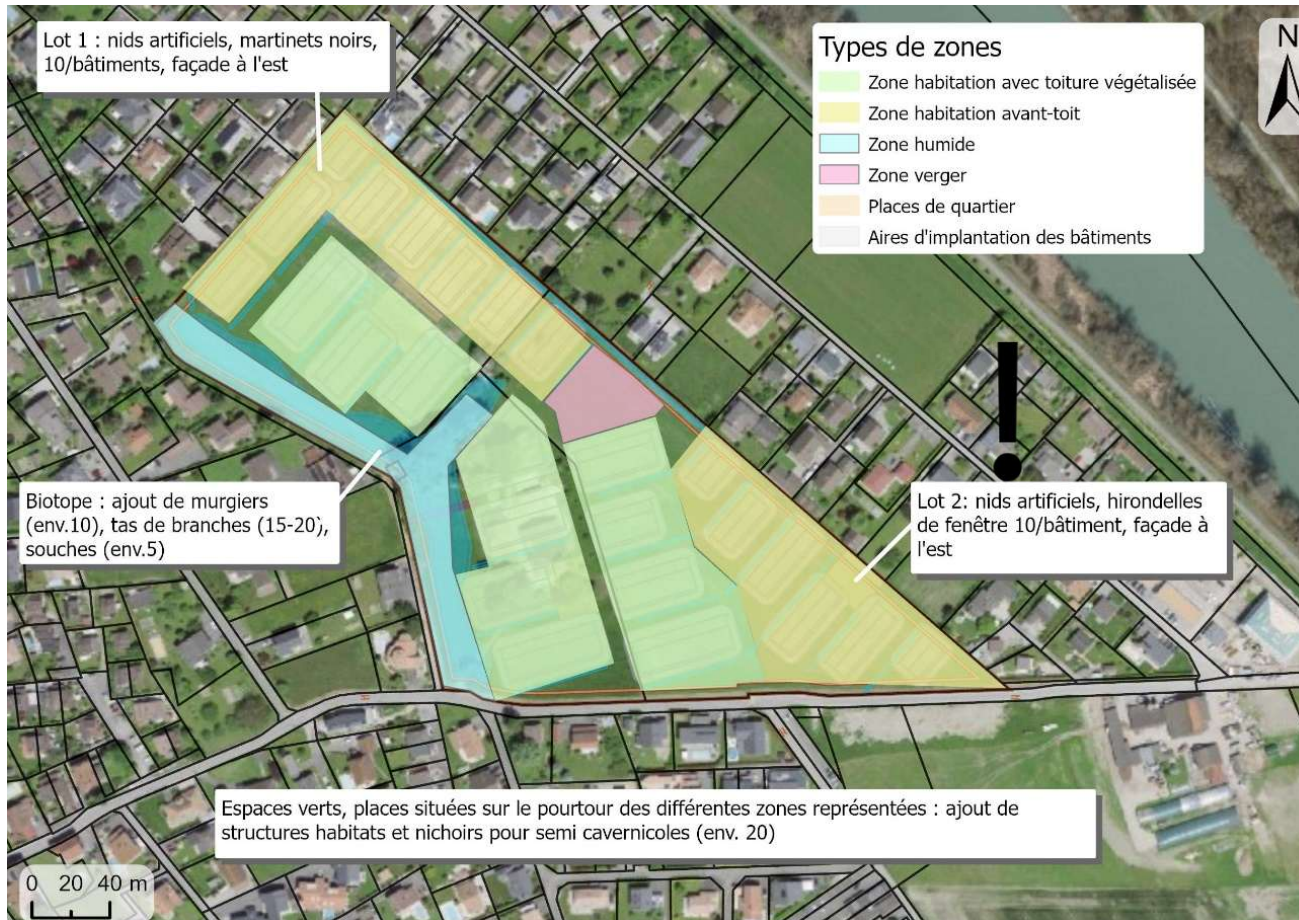 Lot 1 : nids artificiels, martinets noirs,
10/bâtiments, façade à l'est
Types de zones
Zone habitation avec toiture végétalisée
Zone habitation avant-toit
Zone humide
Zone verger
Places de quartier
Aires d'implantation des bâtiments
N
Biotope : ajout de murgiers
(env.10), tas de branches (15-20),
souches (env.5)
Lot 2: nids artificiels, hirondelles
de fenêtre 10/bâtiment, façade à
l'est
Espaces verts, places situées sur le pourtour des différentes zones représentées : ajout de
structures habitats et nichoirs pour semi cavernicoles (env. 20)
0 20 40 m